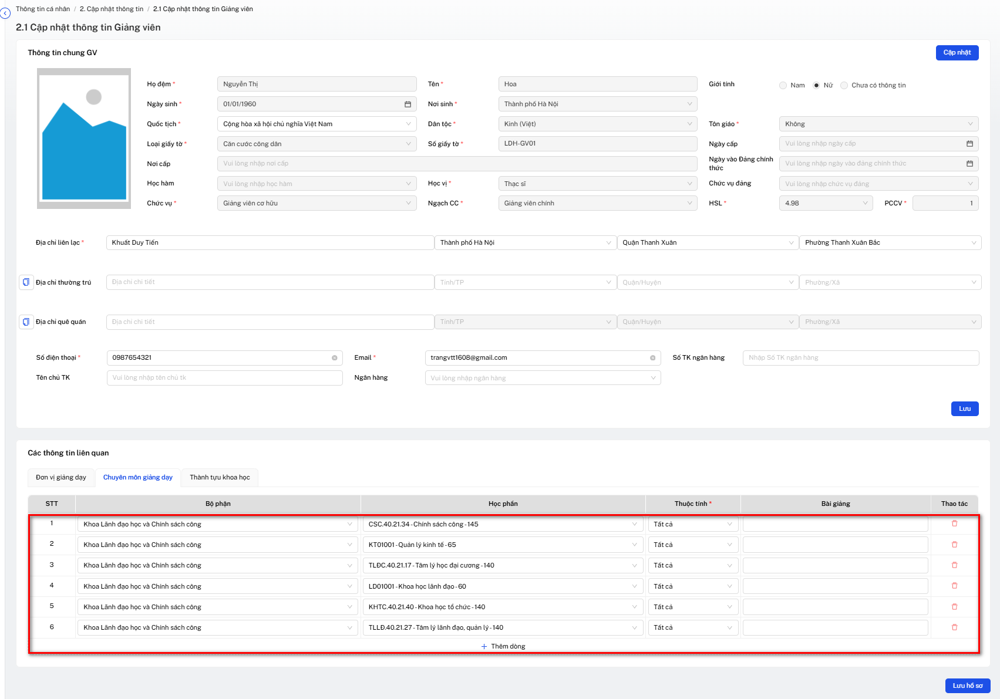 Thông tin cá nhân / 2. Cập nhật thông tin / 2.1 Cập nhật thông tin Giảng viên
2.1 Cập nhật thông tin Giảng viên
Thông tin chung GV
Cập nhật
Họ đệm * Nguyễn Thị Tên * Hoa Giới tính Nam Nữ Chưa có thông tin
Ngày sinh * 01/01/1960 Nơi sinh * Thành phố Hà Nội
Quốc tịch * Cộng hòa xã hội chủ nghĩa Việt Nam Dân tộc * Kinh (Việt) Tôn giáo * Không
Loại giấy tờ * Căn cước công dân Số giấy tờ * LDH-GV01 Ngày cấp Vui lòng nhập ngày cấp
Nơi cấp Vui lòng nhập nơi cấp Ngày vào Đảng chính thức Vui lòng nhập ngày vào đảng chính thức
Học hàm Vui lòng nhập học hàm Học vị * Thạc sĩ Chức vụ đảng Vui lòng nhập chức vụ đảng
Chức vụ * Giảng viên cơ hữu Ngạch CC * Giảng viên chính HSL * 4.98 PCCV * 1
Địa chỉ liên lạc * Khuất Duy Tiến Thành phố Hà Nội Quận Thanh Xuân Phường Thanh Xuân Bắc
Địa chỉ thường trú Địa chỉ chi tiết Tỉnh/TP Quận/Huyện Phường/Xã
Địa chỉ quê quán Địa chỉ chi tiết Tỉnh/TP Quận/Huyện Phường/Xã
Số điện thoại * 0987654321 Email * trangvtt1608@gmail.com Số TK ngân hàng Nhập Số TK ngân hàng
Tên chủ TK Vui lòng nhập tên chủ tk Ngân hàng Vui lòng nhập ngân hàng
Lưu
Các thông tin liên quan
Đơn vị giảng dạy Chuyên môn giảng dạy Thành tựu khoa học
STT Bộ phận Học phần Thuộc tính * Bài giảng Thao tác
1 Khoa Lãnh đạo học và Chính sách công CSC.40.21.34 - Chính sách công - 145 Tất cả
2 Khoa Lãnh đạo học và Chính sách công KT01001 - Quản lý kinh tế - 65 Tất cả
3 Khoa Lãnh đạo học và Chính sách công TLĐC.40.21.17 - Tâm lý học đại cương - 140 Tất cả
4 Khoa Lãnh đạo học và Chính sách công LD01001 - Khoa học lãnh đạo - 60 Tất cả
5 Khoa Lãnh đạo học và Chính sách công KHTC.40.21.40 - Khoa học tổ chức - 140 Tất cả
6 Khoa Lãnh đạo học và Chính sách công TLLĐ.40.21.27 - Tâm lý lãnh đạo, quản lý - 140 Tất cả
+ Thêm dòng
Lưu hồ sơ